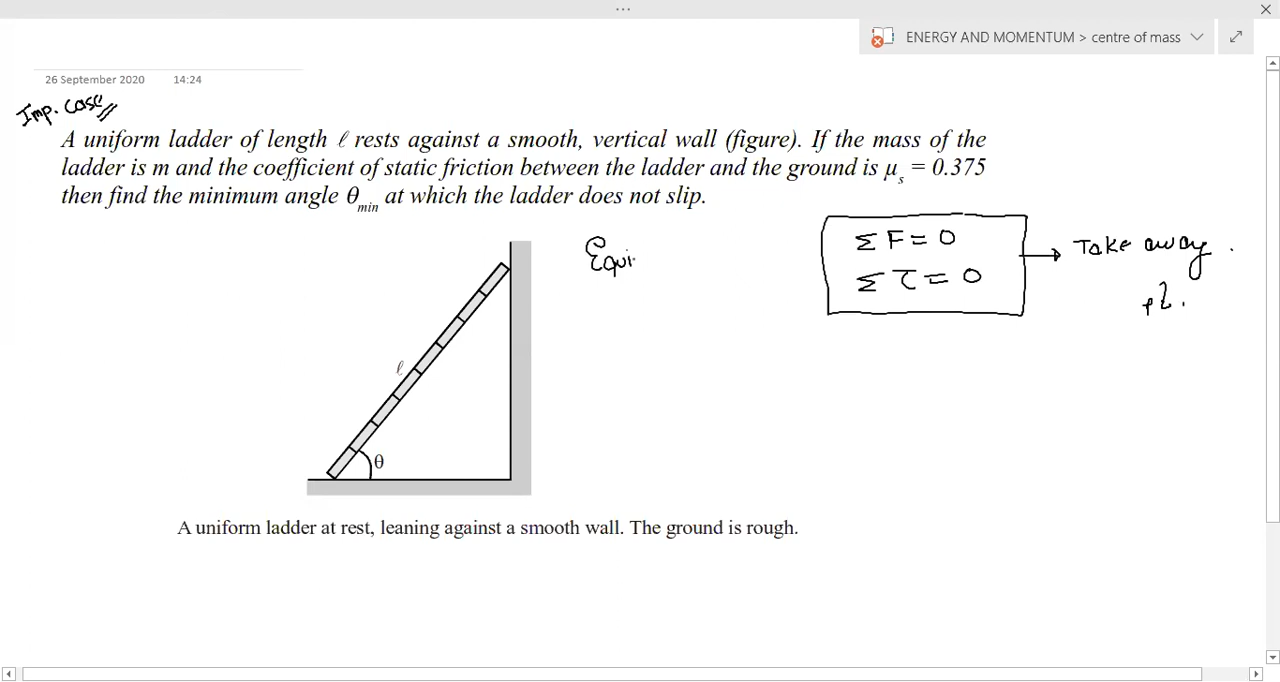 ENERGY AND MOMENTUM > centre of mass
26 September 2020 14:24
Imp. Case
A uniform ladder of length ℓ rests against a smooth, vertical wall (figure). If the mass of the
ladder is m and the coefficient of static friction between the ladder and the ground is μs = 0.375
then find the minimum angle θmin at which the ladder does not slip.
Equi
Σ F = 0
Σ τ = 0
Take away
pt.
ℓ
θ
A uniform ladder at rest, leaning against a smooth wall. The ground is rough.